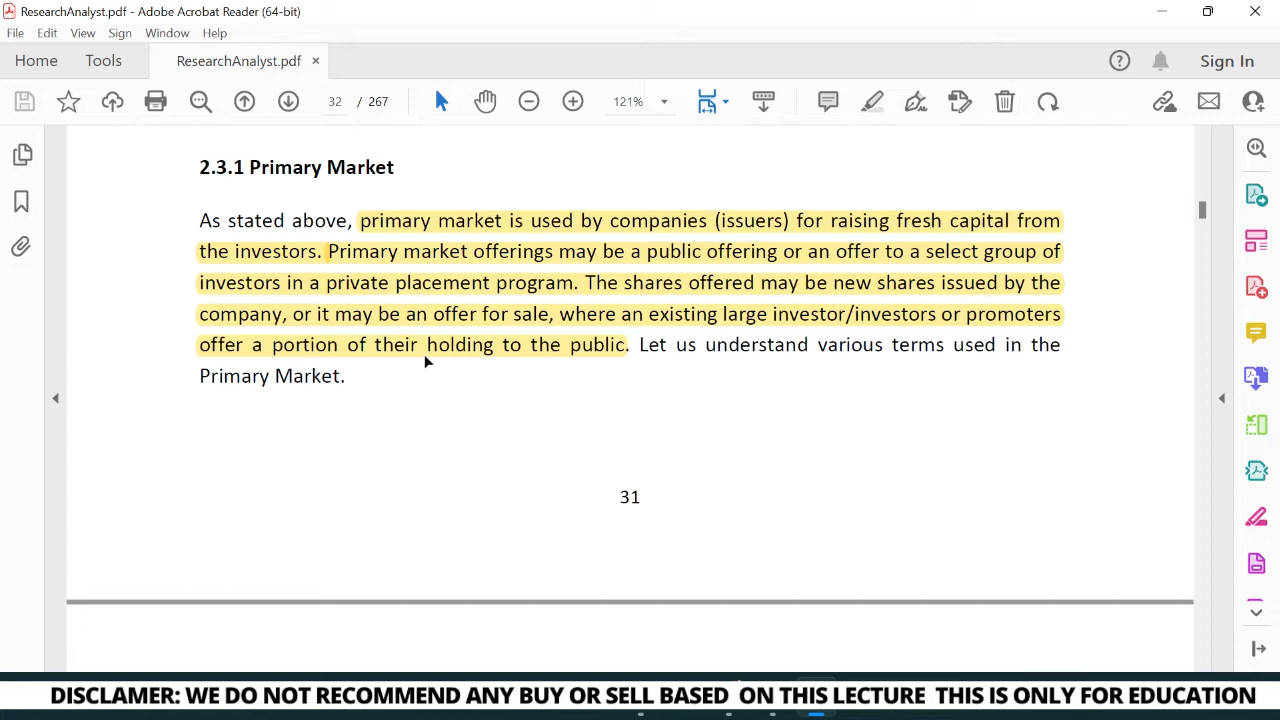 ResearchAnalyst.pdf - Adobe Acrobat Reader (64-bit)
File Edit View Sign Window Help
Home Tools ResearchAnalyst.pdf × Sign In
32 / 267 121%
2.3.1 Primary Market
As stated above, primary market is used by companies (issuers) for raising fresh capital from
the investors. Primary market offerings may be a public offering or an offer to a select group of
investors in a private placement program. The shares offered may be new shares issued by the
company, or it may be an offer for sale, where an existing large investor/investors or promoters
offer a portion of their holding to the public. Let us understand various terms used in the
Primary Market.
31
DISCLAMER: WE DO NOT RECOMMEND ANY BUY OR SELL BASED ON THIS LECTURE THIS IS ONLY FOR EDUCATION